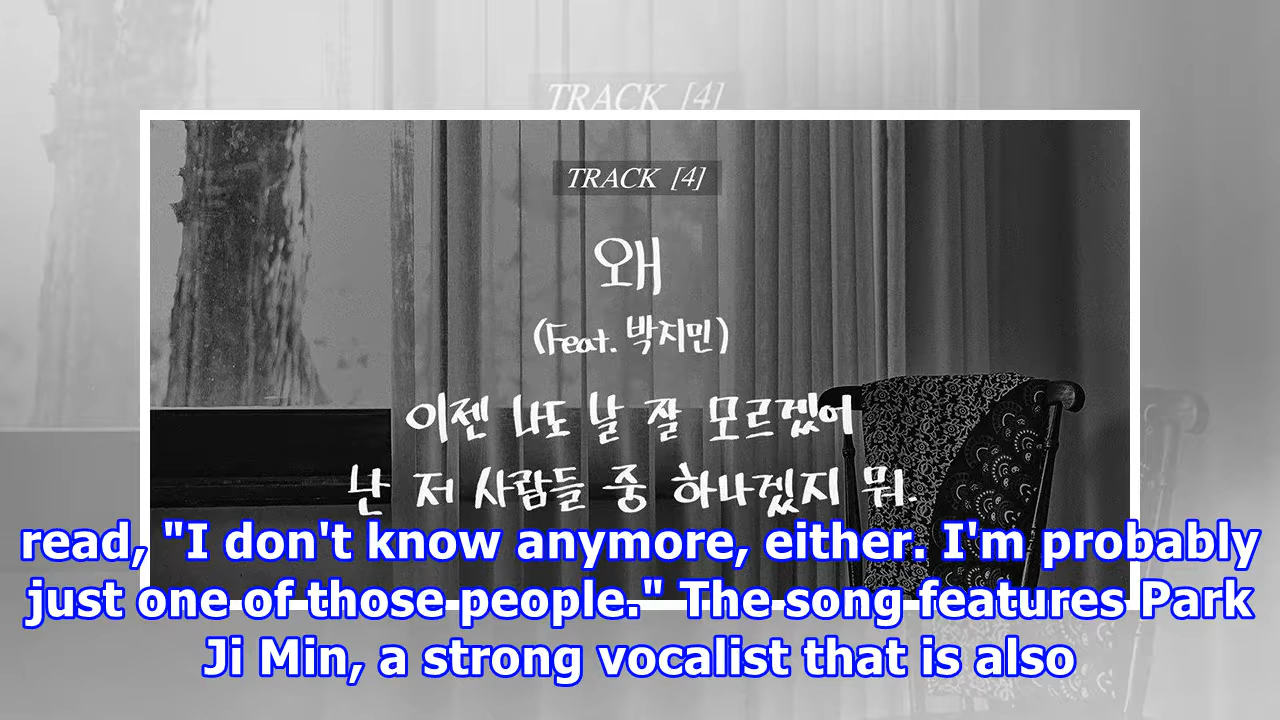 TRACK [4]
TRACK [4]
왜
(Feat. 박지민)
이젠 나도 날 잘 모르겠어
난 저 사람들 중 하나겠지 뭐.
read, "I don't know anymore, either. I'm probably
just one of those people." The song features Park
Ji Min, a strong vocalist that is also